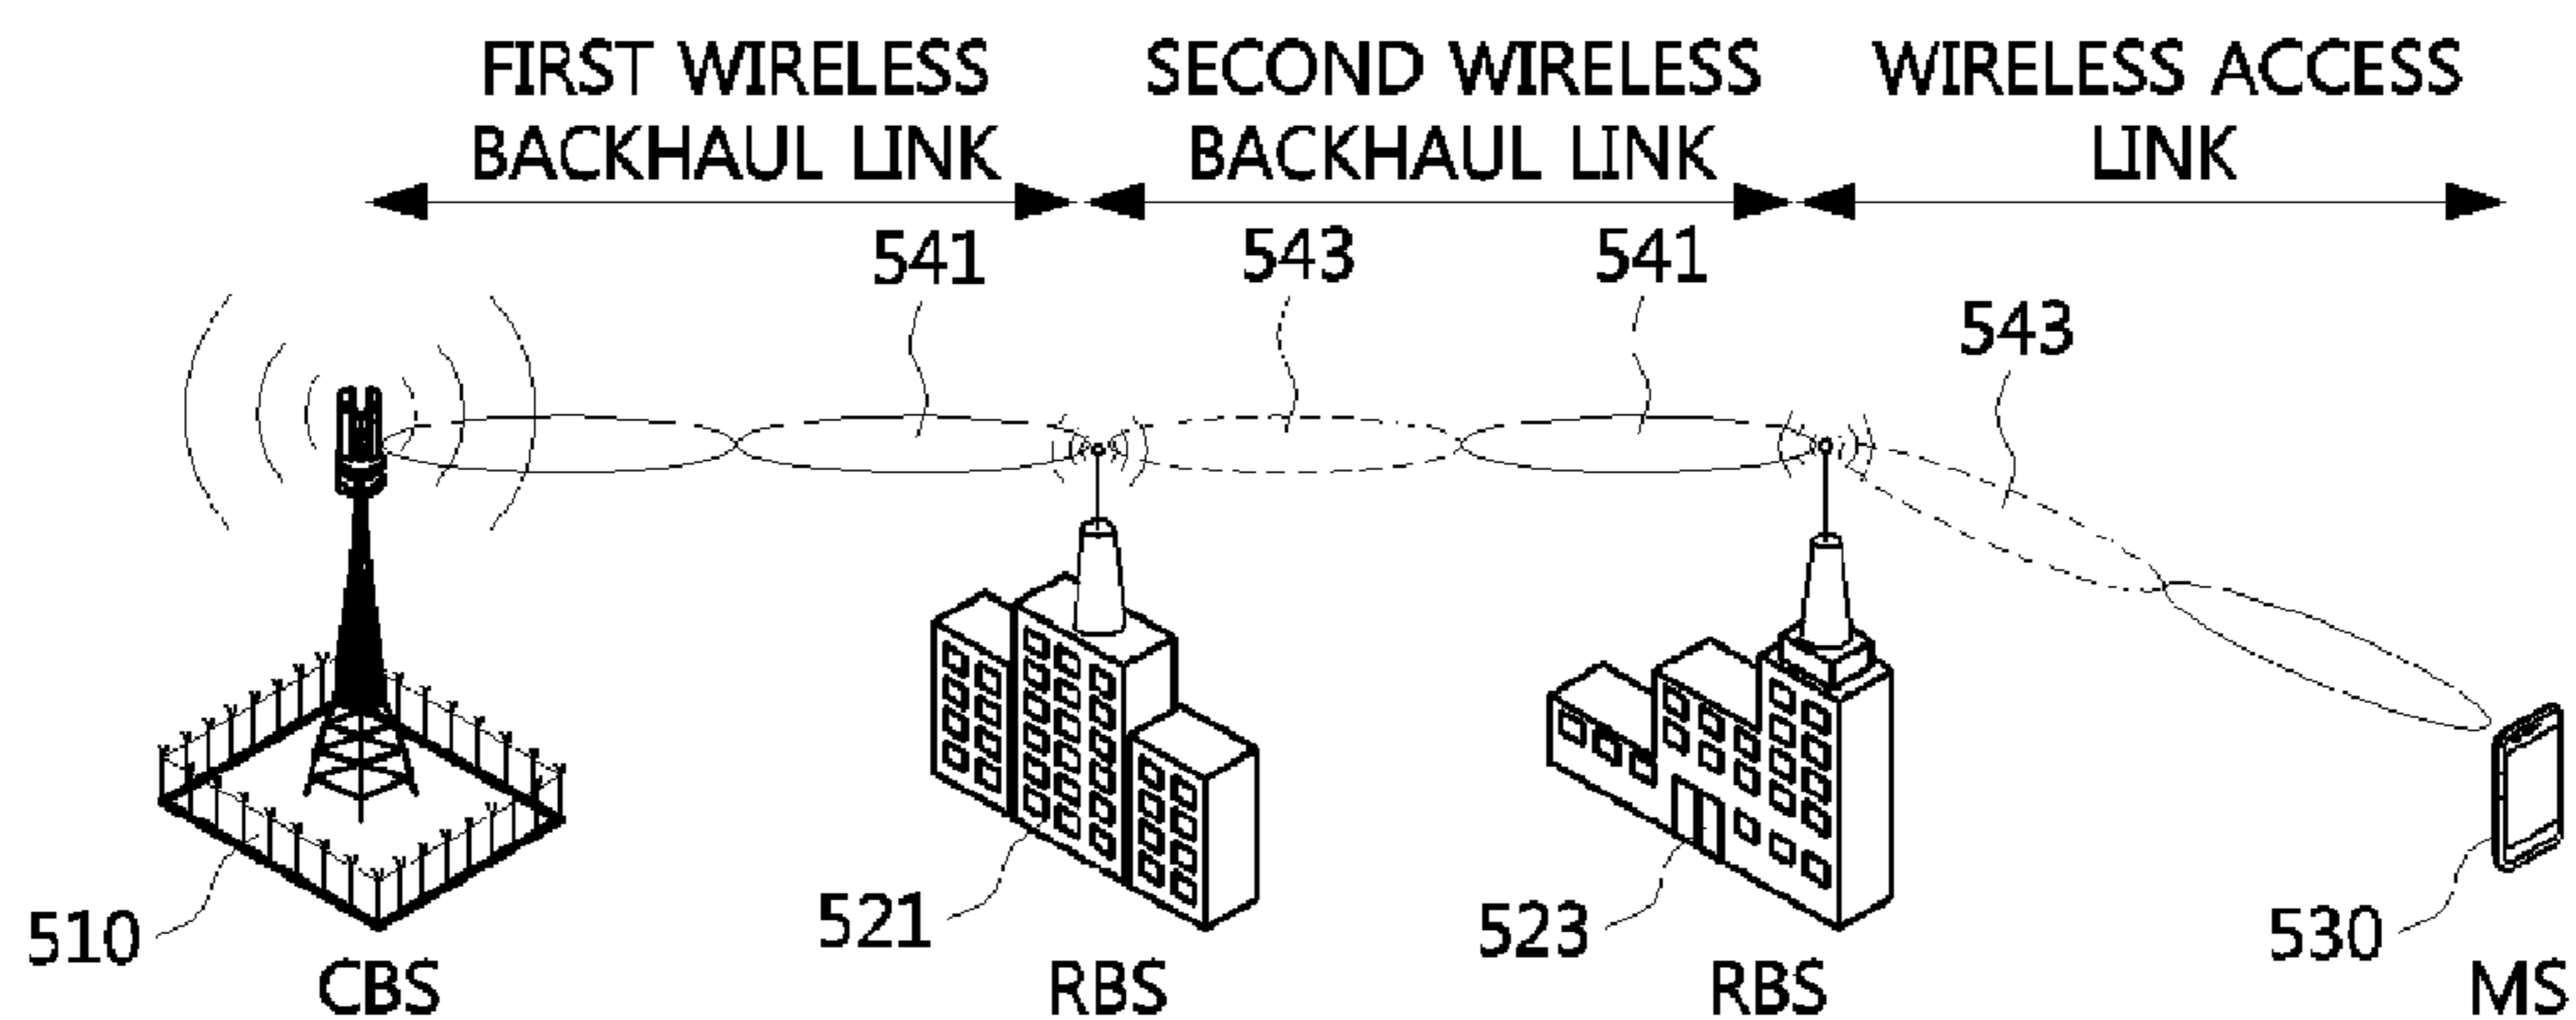 FIRST WIRELESS
BACKHAUL LINK
SECOND WIRELESS
BACKHAUL LINK
WIRELESS ACCESS
LINK
541
543
541
543
510
521
523
530
CBS
RBS
RBS
MS